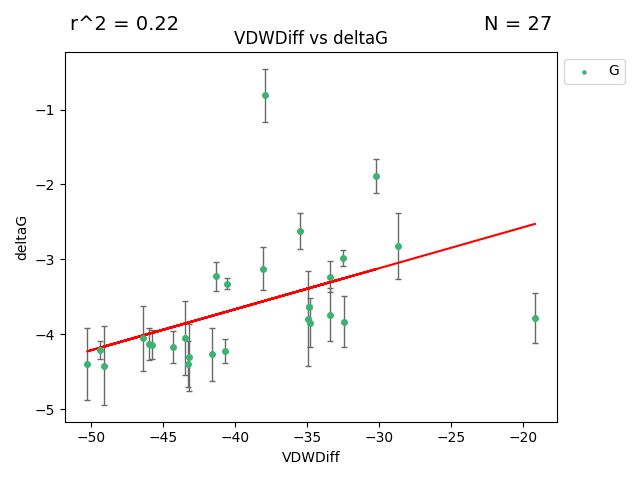 r^2 = 0.22
N = 27
VDWDiff vs deltaG
G
−1
−2
−3
−4
−5
deltaG
−50
−45
−40
−35
−30
−25
−20
VDWDiff